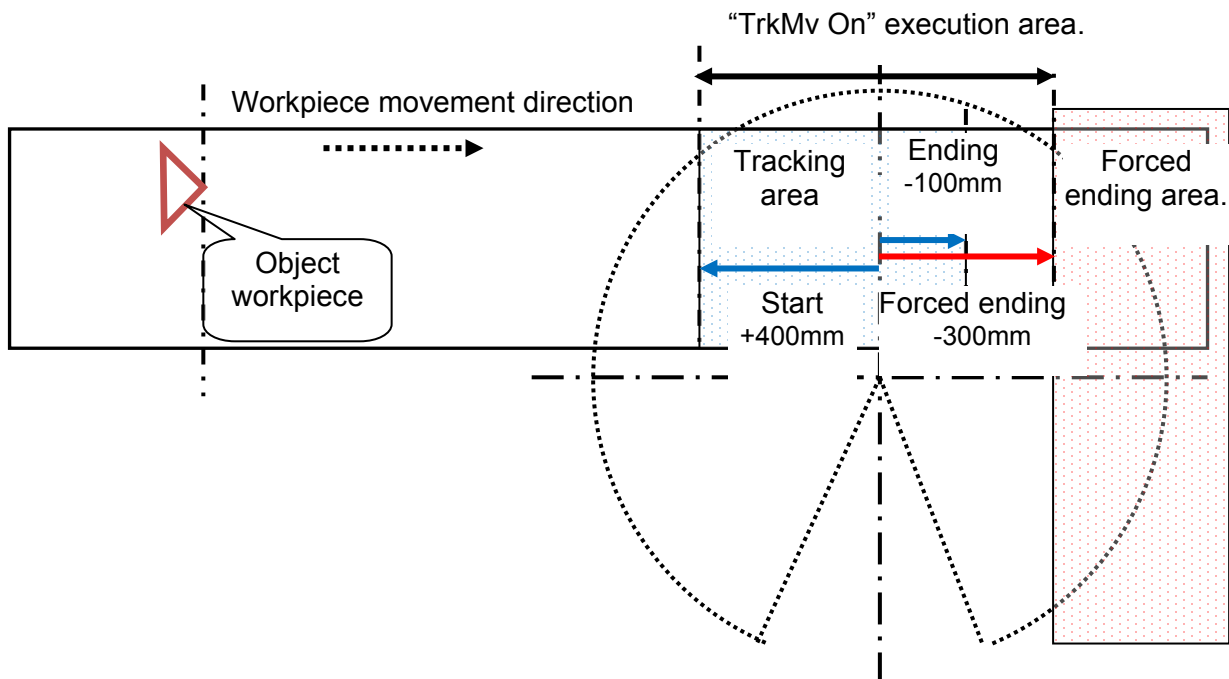 “TrkMv On” execution area.
Workpiece movement direction
Tracking
area
Ending
-100mm
Forced
ending area.
Object
workpiece
Start
+400mm
Forced ending
-300mm